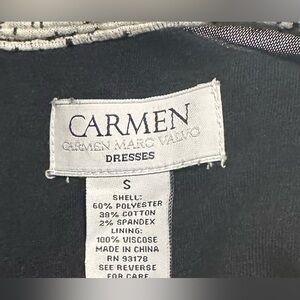 CARMEN
CARMEN MARC VALVO
DRESSES
S
SHELL:
60% POLYESTER
38% COTTON
2% SPANDEX
LINING:
100% VISCOSE
MADE IN CHINA
RN 93178
SEE REVERSE
FOR CARE